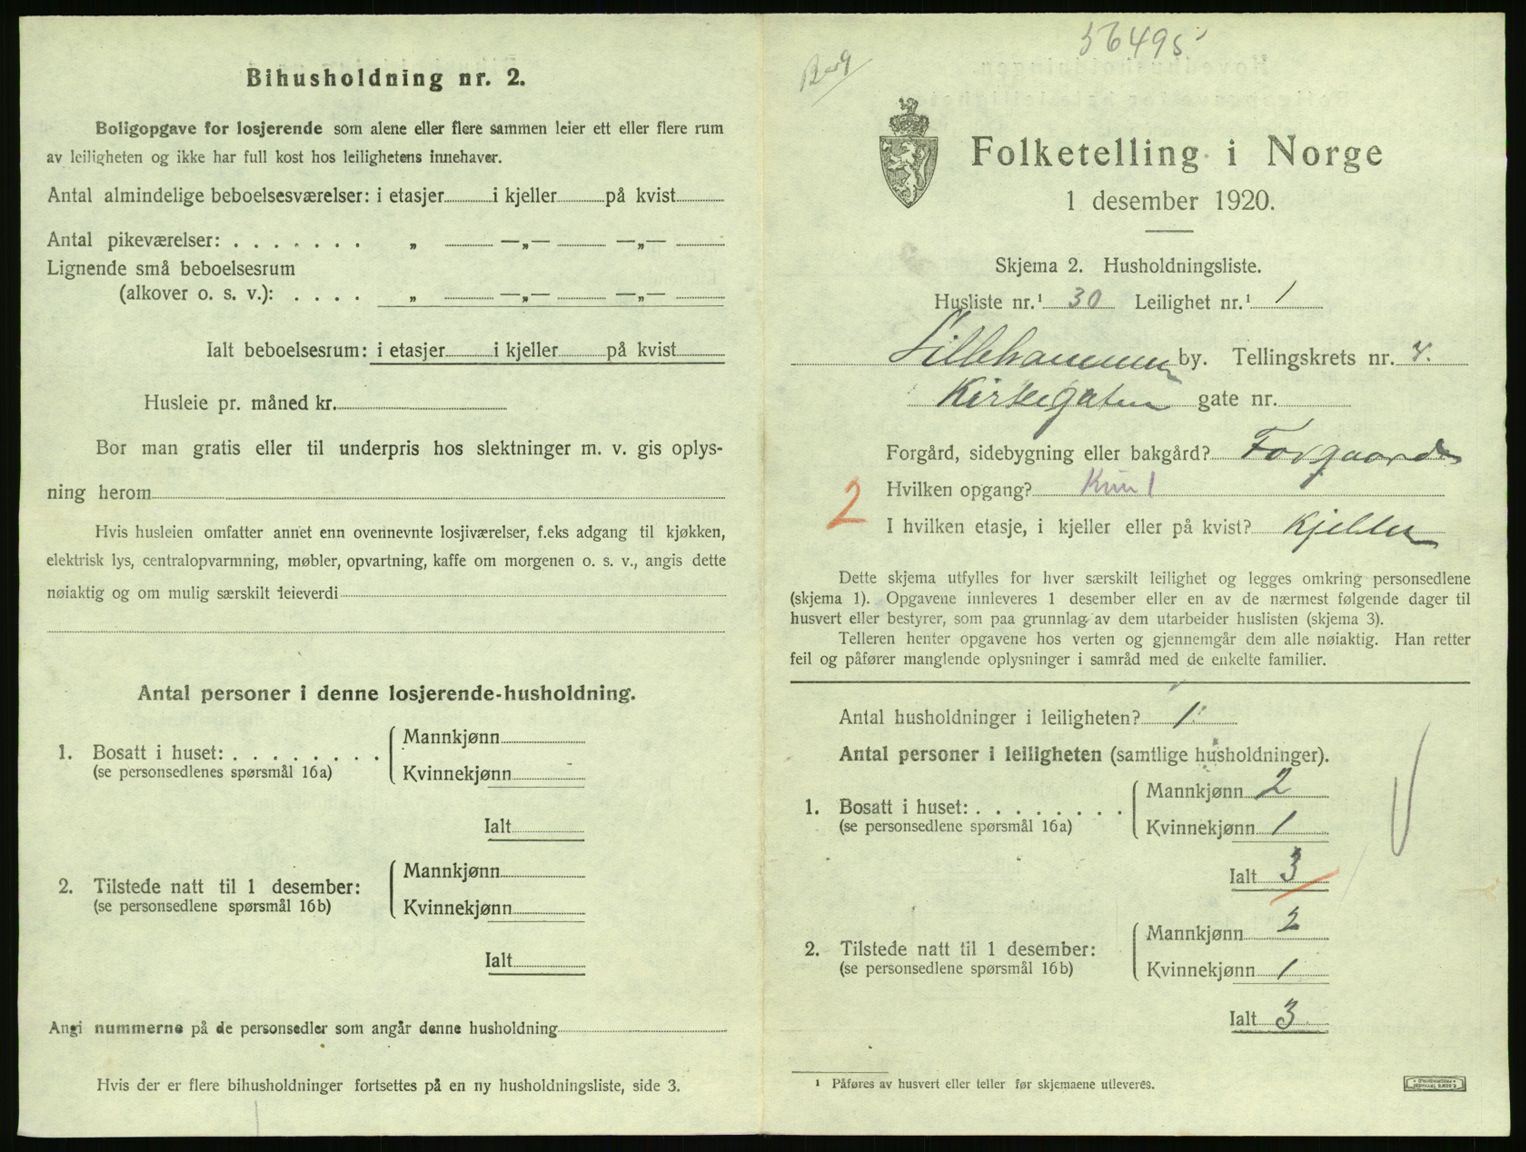 Bihusholdning nr. 2.
Boligopgave for losjerende som alene eller flere sammen leier ett eller flere rum
av leiligheten og ikke har full kost hos leilighetens innehaver.
Antal almindelige beboelsesværelser: i etasjer i kjeller på kvist
Antal pikeværelser: . . . . . . . „ —„— —„—
Lignende små beboelsesrum
(alkover o. s. v.): . . . . „ —„— —„—
Ialt beboelsesrum: i etasjer i kjeller på kvist
Husleie pr. måned kr.
Bor man gratis eller til underpris hos slektninger m. v. gis oplys-
ning herom
Hvis husleien omfatter annet enn ovennevnte losjiværelser, f.eks adgang til kjøkken,
elektrisk lys, centralopvarmning, møbler, opvartning, kaffe om morgenen o. s. v., angis dette
nøiaktig og om mulig særskilt leieverdi
Antal personer i denne losjerende-husholdning.
1. Bosatt i huset: . . . . . . . .
(se personsedlenes spørsmål 16a)
Mannkjønn
Kvinnekjønn
Ialt
2. Tilstede natt til 1 desember:
(se personsedlene spørsmål 16b)
Mannkjønn
Kvinnekjønn
Ialt
Angi nummerne på de personsedler som angår denne husholdning
Hvis der er flere bihusholdninger fortsettes på en ny husholdningsliste, side 3.
56495
Berg
Folketelling i Norge
1 desember 1920.
Skjema 2. Husholdningsliste.
Husliste nr.¹ 30 Leilighet nr.¹ 1
Lillehammer by. Tellingskrets nr.
Kirkegaten gate nr.
Forgård, sidebygning eller bakgård? Forgaard
Hvilken opgang? Kun 1
2
I hvilken etasje, i kjeller eller på kvist? Kjelder
Dette skjema utfylles for hver særskilt leilighet og legges omkring personsedlene
(skjema 1). Opgavene innleveres 1 desember eller en av de nærmest følgende dager til
husvert eller bestyrer, som paa grunnlag av dem utarbeider huslisten (skjema 3).
Telleren henter opgavene hos verten og gjennemgår dem alle nøiaktig. Han retter
feil og påfører manglende oplysninger i samråd med de enkelte familier.
Antal husholdninger i leiligheten? 1
Antal personer i leiligheten (samtlige husholdninger).
1. Bosatt i huset: . . . . . . . .
(se personsedlene spørsmål 16a)
Mannkjønn 2
Kvinnekjønn 1
Ialt 3
2. Tilstede natt til 1 desember:
(se personsedlene spørsmål 16b)
Mannkjønn 2
Kvinnekjønn 1
Ialt 3
¹ Påføres av husvert eller teller før skjemaene utleveres.